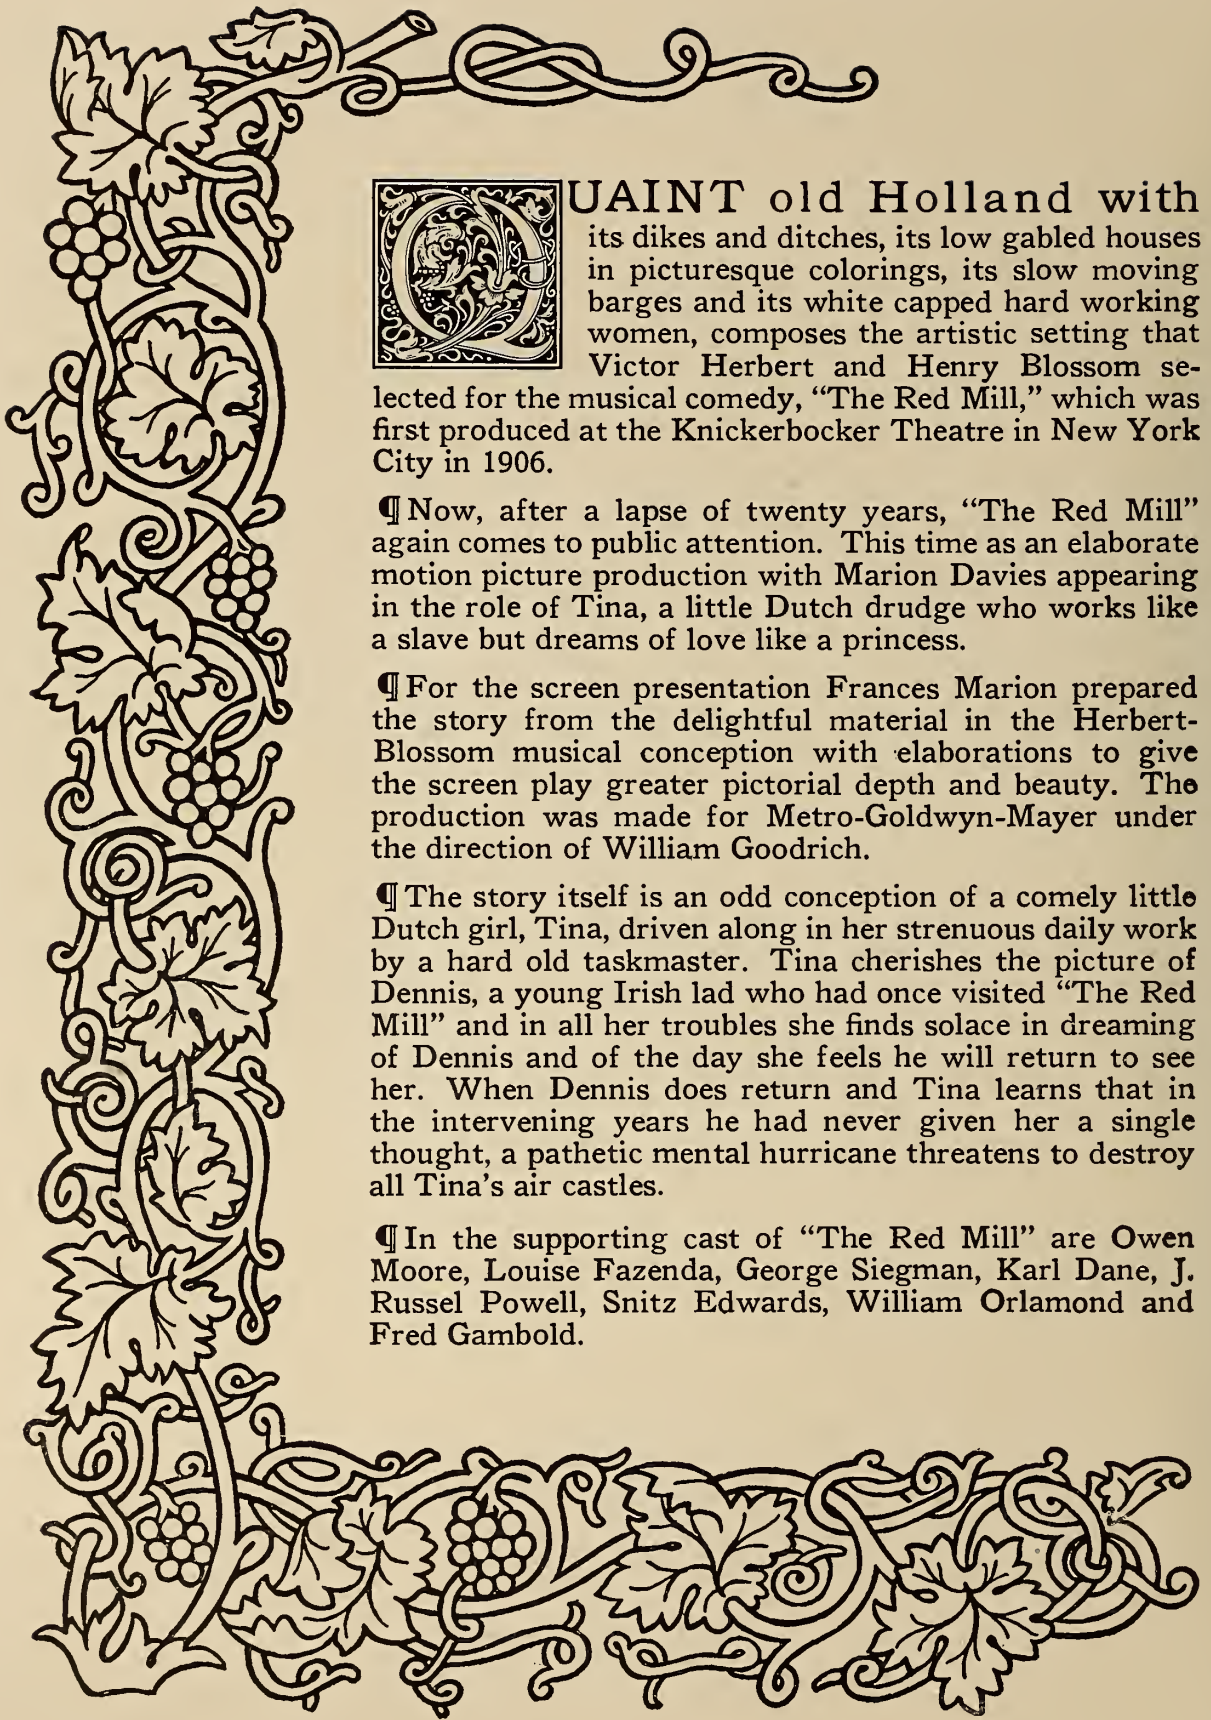 QUAINT old Holland with
its dikes and ditches, its low gabled houses
in picturesque colorings, its slow moving
barges and its white capped hard working
women, composes the artistic setting that
Victor Herbert and Henry Blossom se-
lected for the musical comedy, “The Red Mill,” which was
first produced at the Knickerbocker Theatre in New York
City in 1906.
¶ Now, after a lapse of twenty years, “The Red Mill”
again comes to public attention. This time as an elaborate
motion picture production with Marion Davies appearing
in the role of Tina, a little Dutch drudge who works like
a slave but dreams of love like a princess.
¶ For the screen presentation Frances Marion prepared
the story from the delightful material in the Herbert-
Blossom musical conception with elaborations to give
the screen play greater pictorial depth and beauty. The
production was made for Metro-Goldwyn-Mayer under
the direction of William Goodrich.
¶ The story itself is an odd conception of a comely little
Dutch girl, Tina, driven along in her strenuous daily work
by a hard old taskmaster. Tina cherishes the picture of
Dennis, a young Irish lad who had once visited “The Red
Mill” and in all her troubles she finds solace in dreaming
of Dennis and of the day she feels he will return to see
her. When Dennis does return and Tina learns that in
the intervening years he had never given her a single
thought, a pathetic mental hurricane threatens to destroy
all Tina’s air castles.
¶ In the supporting cast of “The Red Mill” are Owen
Moore, Louise Fazenda, George Siegman, Karl Dane, J.
Russel Powell, Snitz Edwards, William Orlamond and
Fred Gambold.